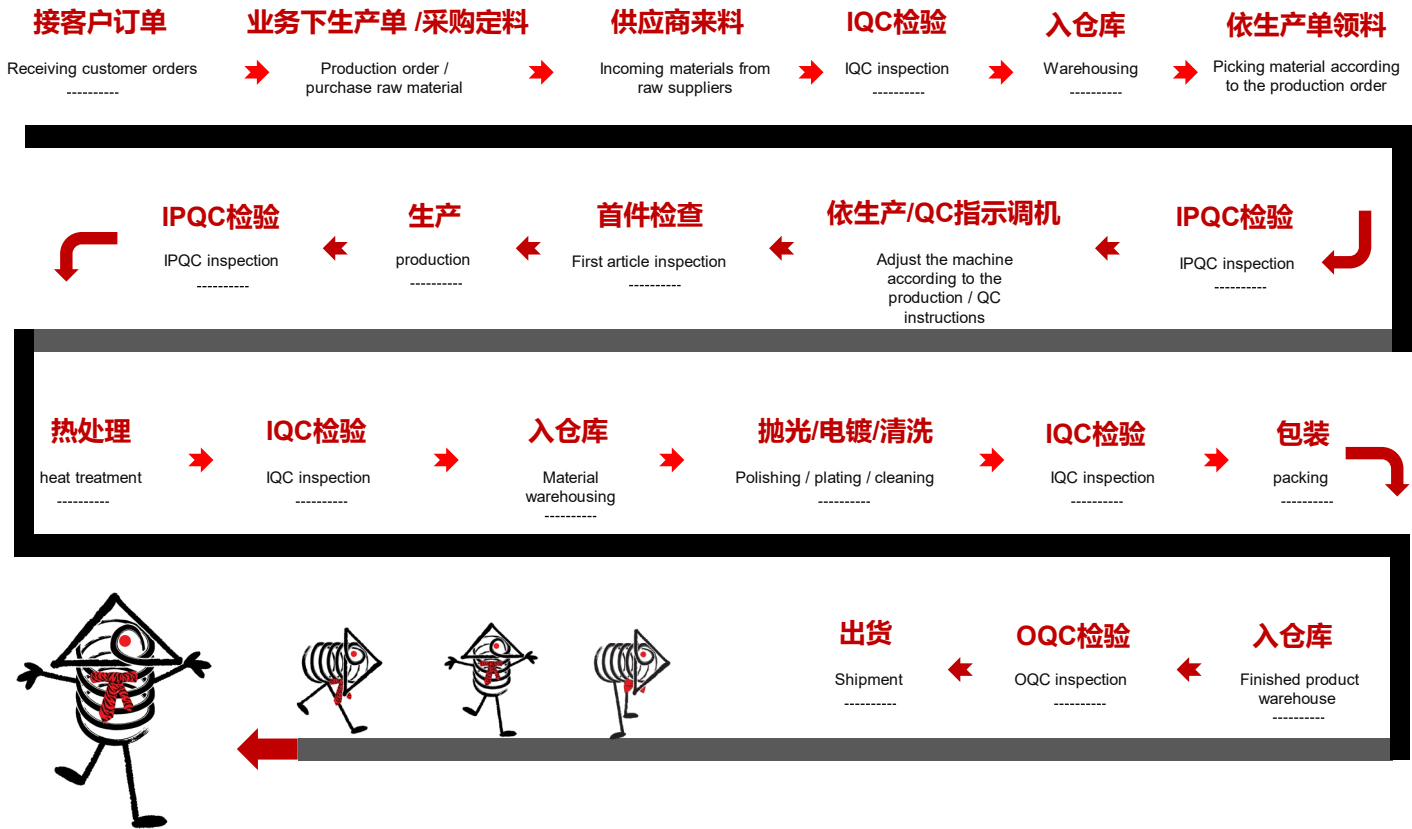 接客户订单
Receiving customer orders
----------
业务下生产单 /采购定料
Production order /
purchase raw material
供应商来料
Incoming materials from
raw suppliers
IQC检验
IQC inspection
----------
入仓库
Warehousing
----------
依生产单领料
Picking material according
to the production order
IPQC检验
IPQC inspection
----------
依生产/QC指示调机
Adjust the machine
according to the
production / QC
instructions
首件检查
First article inspection
----------
生产
production
----------
IPQC检验
IPQC inspection
----------
热处理
heat treatment
----------
IQC检验
IQC inspection
----------
入仓库
Material
warehousing
----------
抛光/电镀/清洗
Polishing / plating / cleaning
----------
IQC检验
IQC inspection
----------
包装
packing
----------
入仓库
Finished product
warehouse
----------
OQC检验
OQC inspection
----------
出货
Shipment
----------